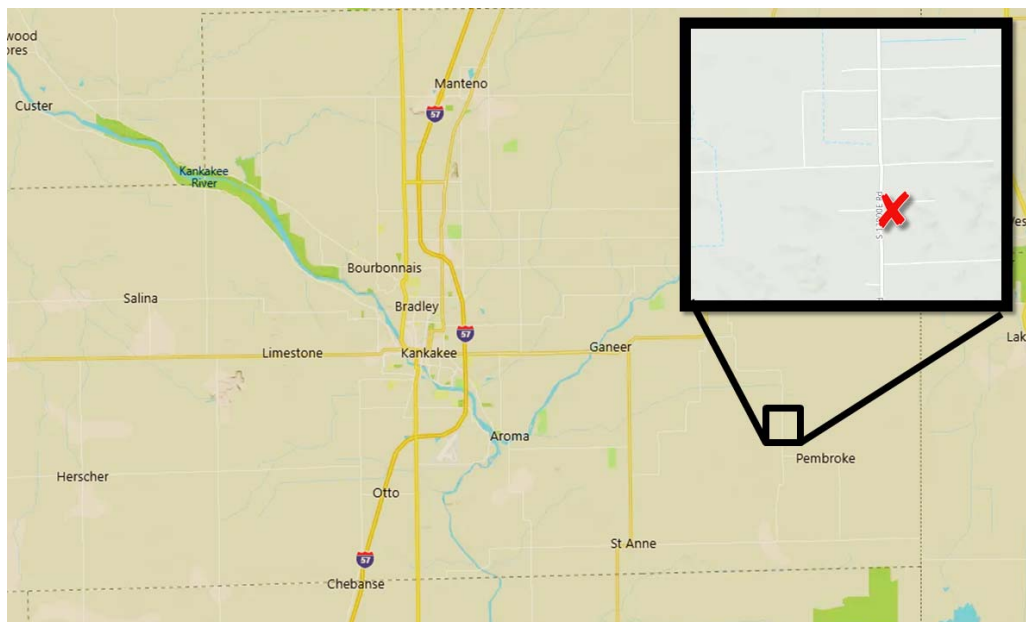 wood
ores
Custer
Manteno
57
Kankakee
River
Bourbonnais
Salina
Bradley
57
Limestone
Kankakee
Ganeer
Aroma
Pembroke
Herscher
Otto
St Anne
57
Chebanse
Lak